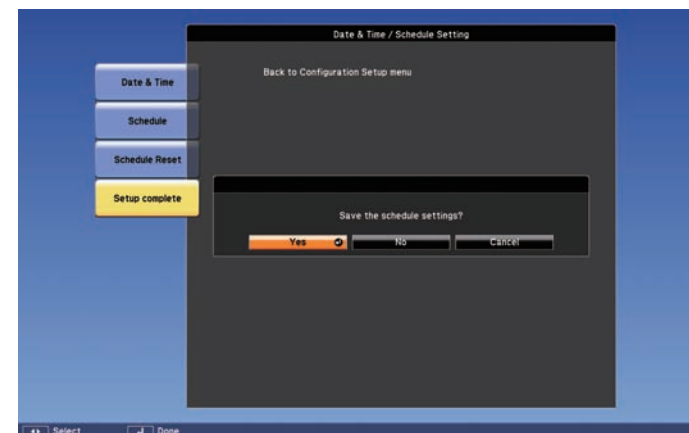 Date & Time / Schedule Setting
Back to Configuration Setup menu
Date & Time
Schedule
Schedule Reset
Setup complete
Save the schedule settings?
Yes No Cancel
Select Done